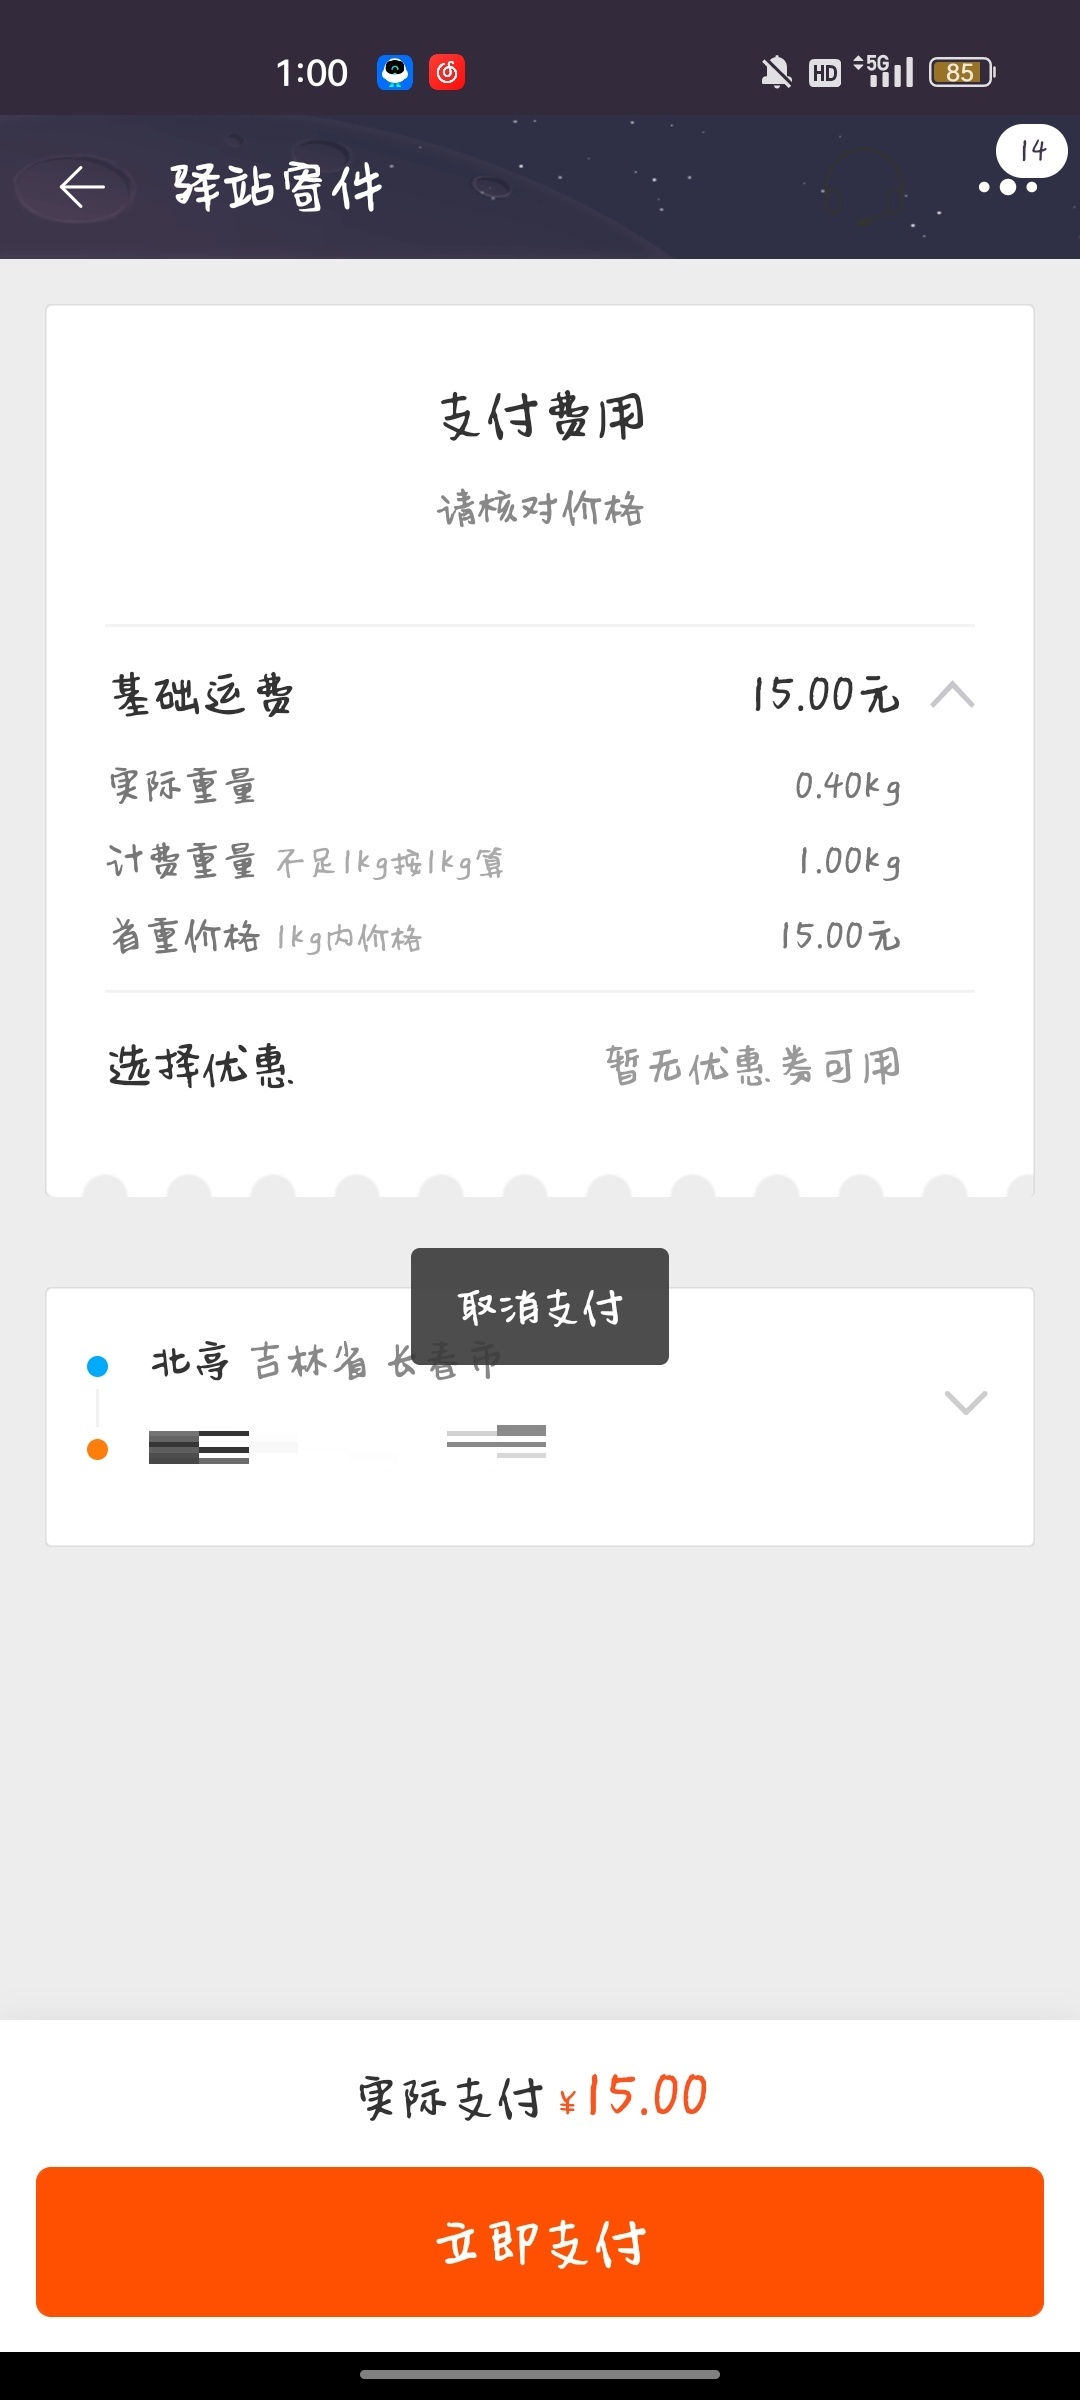 1:00 HD 5G 85
驿站寄件 14
支付费用
请核对价格
基础运费 15.00元
实际重量 0.40kg
计费重量 不足1kg按1kg算 1.00kg
首重价格 1kg内价格 15.00元
选择优惠 暂无优惠券可用
取消支付
北亭 吉林省 长春市
实际支付 ¥15.00
立即支付